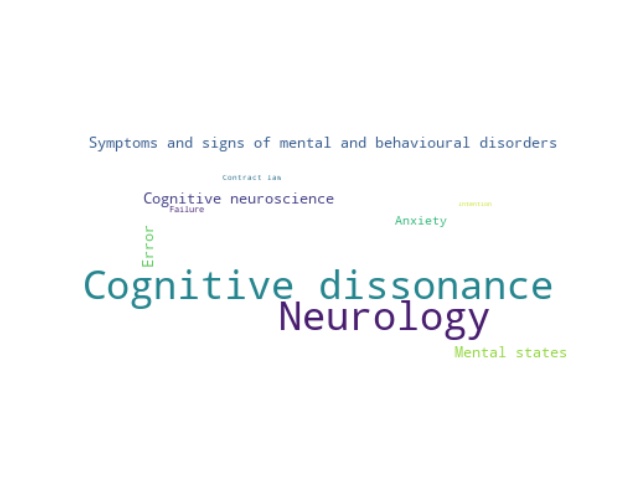 Symptoms and signs of mental and behavioural disorders
Contract law
Cognitive neuroscience
intention
Failure
Anxiety
Error
Cognitive dissonance
Neurology
Mental states